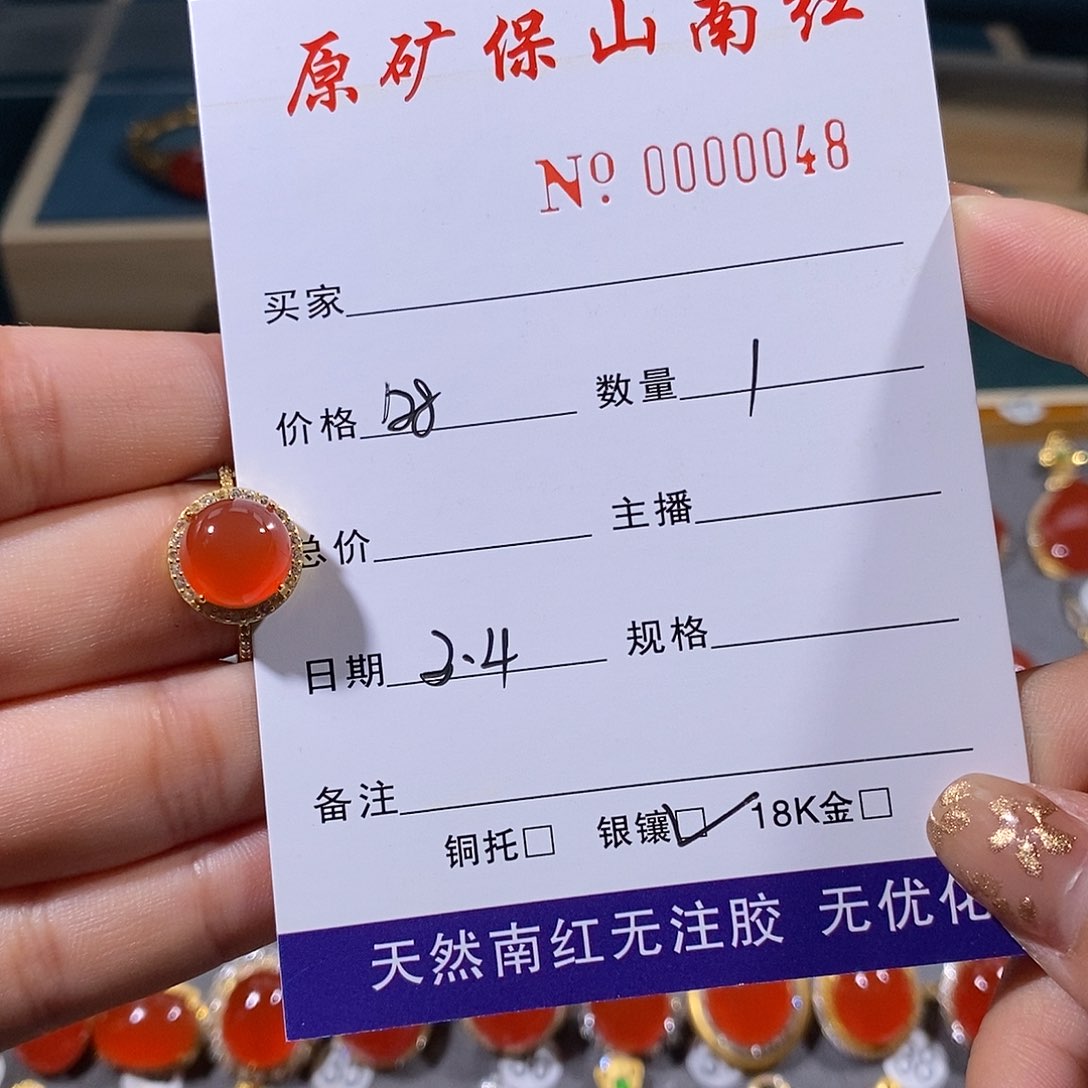 原矿保山南红
No. 0000048
买家
价格 128 数量 1
总价 主播
日期 2.4 规格
备注
铜托□ 银镶☑ 18K金□
天然南红无注胶 无优化